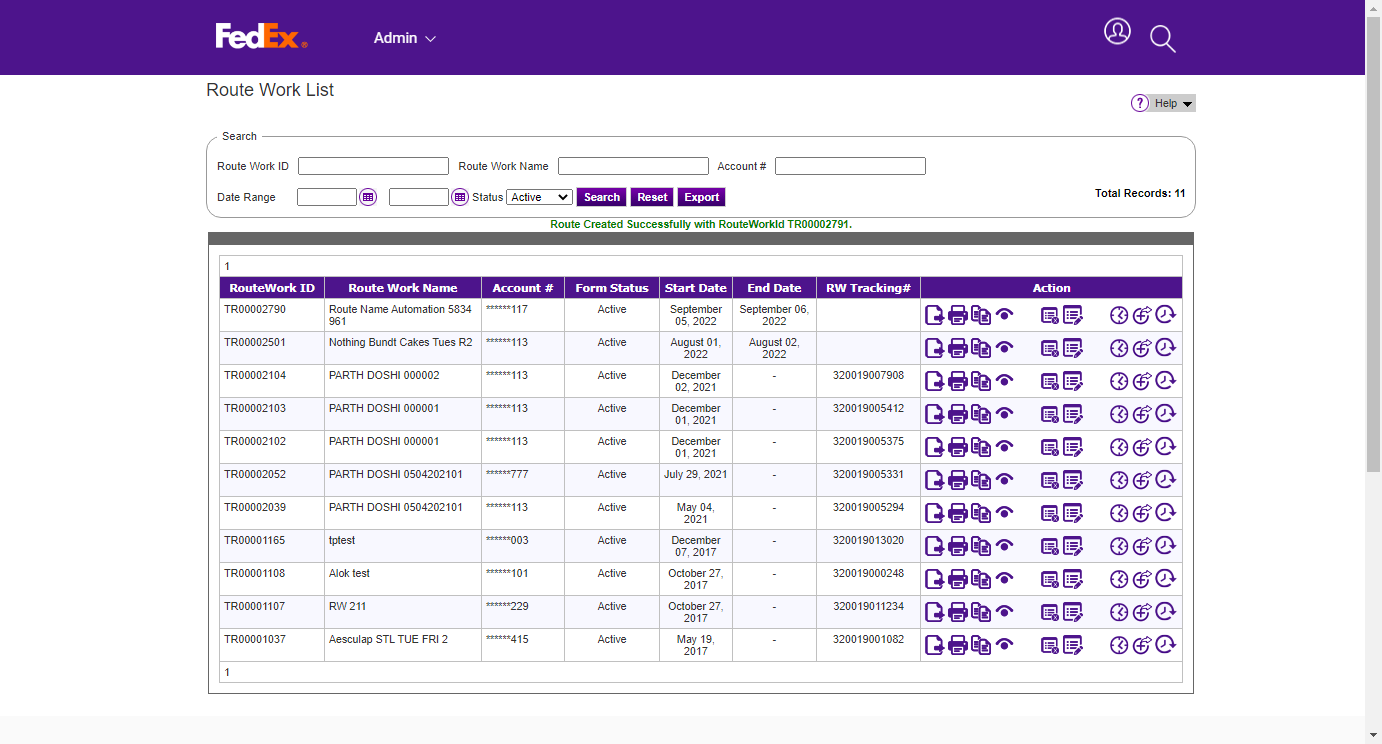 FedEx®
Admin
Route Work List
? Help
Search
Route Work ID Route Work Name Account #
Date Range Status Active Search Reset Export Total Records: 11
Route Created Successfully with RouteWorkId TR00002791.
1
RouteWork ID Route Work Name Account # Form Status Start Date End Date RW Tracking# Action
TR00002790 Route Name Automation 5834 ******117 Active September September 06,
961 05, 2022 2022
TR00002501 Nothing Bundt Cakes Tues R2 ******113 Active August 01, August 02,
2022 2022
TR00002104 PARTH DOSHI 000002 ******113 Active December - 320019007908
02, 2021
TR00002103 PARTH DOSHI 000001 ******113 Active December - 320019005412
01, 2021
TR00002102 PARTH DOSHI 000001 ******113 Active December - 320019005375
01, 2021
TR00002052 PARTH DOSHI 0504202101 ******777 Active July 29, 2021 - 320019005331
TR00002039 PARTH DOSHI 0504202101 ******113 Active May 04, - 320019005294
2021
TR00001165 tptest ******003 Active December - 320019013020
07, 2017
TR00001108 Alok test ******101 Active October 27, - 320019000248
2017
TR00001107 RW 211 ******229 Active October 27, - 320019011234
2017
TR00001037 Aesculap STL TUE FRI 2 ******415 Active May 19, - 320019001082
2017
1